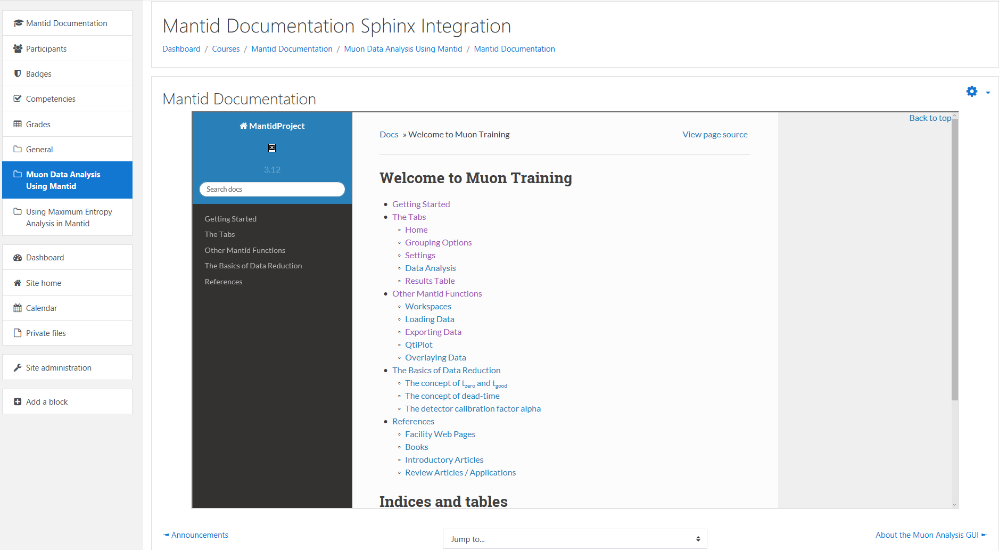 Mantid Documentation
Participants
Badges
Competencies
Grades
General
Muon Data Analysis
Using Mantid
Using Maximum Entropy
Analysis in Mantid
Dashboard
Site home
Calendar
Private files
Site administration
Add a block
Mantid Documentation Sphinx Integration
Dashboard / Courses / Mantid Documentation / Muon Data Analysis Using Mantid / Mantid Documentation
Mantid Documentation
MantidProject
3.12
Search docs
Getting Started
The Tabs
Other Mantid Functions
The Basics of Data Reduction
References
Back to top
Docs » Welcome to Muon Training
View page source
Welcome to Muon Training
• Getting Started
• The Tabs
◦ Home
◦ Grouping Options
◦ Settings
◦ Data Analysis
◦ Results Table
• Other Mantid Functions
◦ Workspaces
◦ Loading Data
◦ Exporting Data
◦ QtiPlot
◦ Overlaying Data
• The Basics of Data Reduction
◦ The concept of tzero and tgood
◦ The concept of dead-time
◦ The detector calibration factor alpha
• References
◦ Facility Web Pages
◦ Books
◦ Introductory Articles
◦ Review Articles / Applications
Indices and tables
◄ Announcements
Jump to...
About the Muon Analysis GUI ►